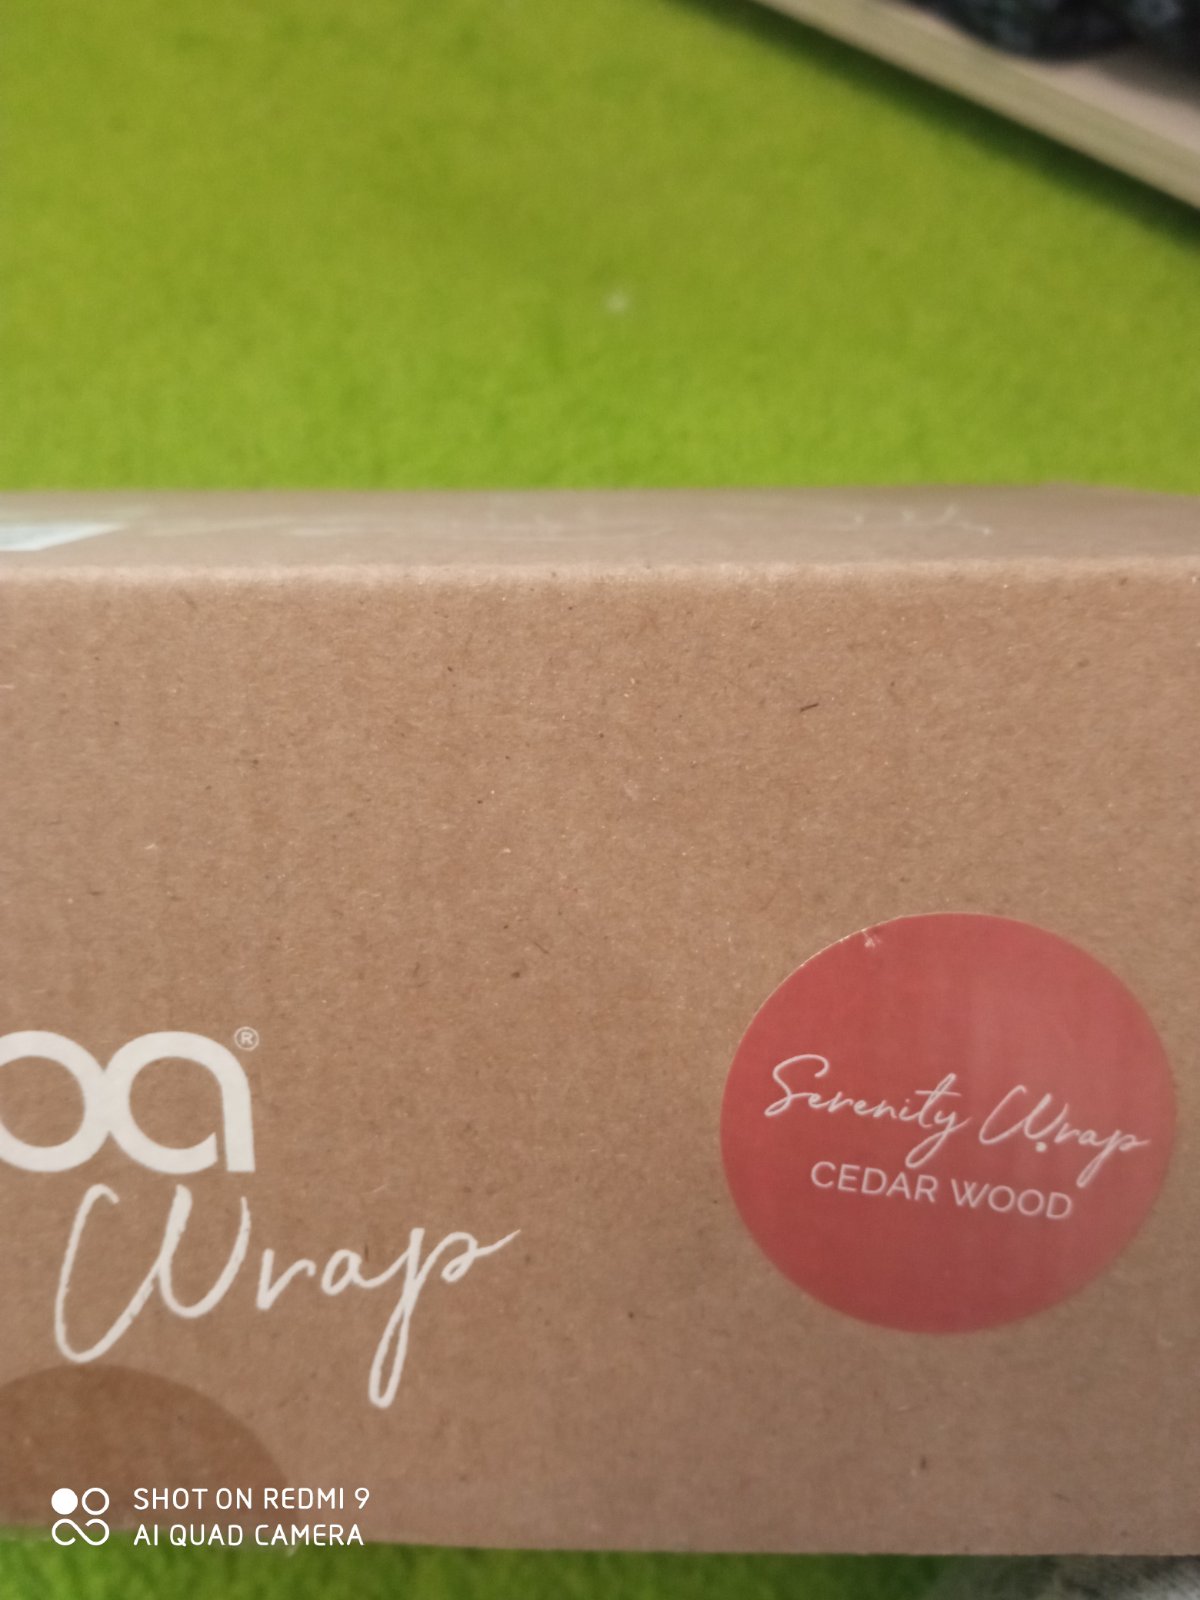 oa®
Wrap
Serenity Wrap
CEDAR WOOD
SHOT ON REDMI 9
AI QUAD CAMERA